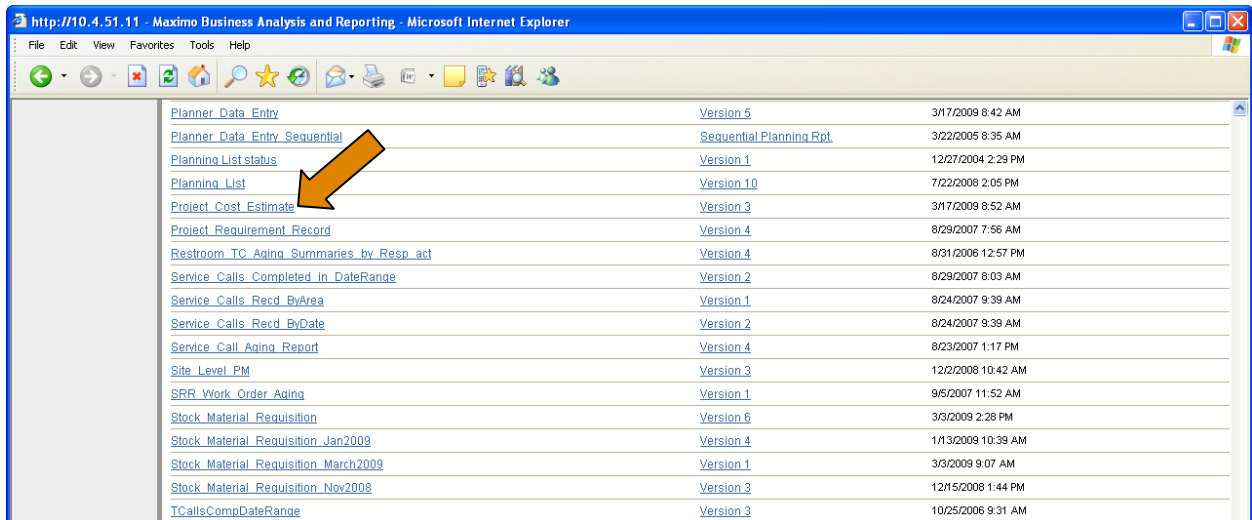 http://10.4.51.11 - Maximo Business Analysis and Reporting - Microsoft Internet Explorer
File Edit View Favorites Tools Help
Planner_Data_Entry Version 5 3/17/2009 8:42 AM
Planner_Data_Entry_Sequential Sequential Planning Rpt. 3/22/2005 8:35 AM
Planning List status Version 1 12/27/2004 2:29 PM
Planning_List Version 10 7/22/2008 2:05 PM
Project_Cost_Estimate Version 3 3/17/2009 8:52 AM
Project_Requirement_Record Version 4 8/29/2007 7:56 AM
Restroom_TC_Aging_Summaries_by_Resp_act Version 4 8/31/2006 12:57 PM
Service_Calls_Completed_in_DateRange Version 2 8/29/2007 8:03 AM
Service_Calls_Recd_ByArea Version 1 8/24/2007 9:39 AM
Service_Calls_Recd_ByDate Version 2 8/24/2007 9:39 AM
Service_Call_Aging_Report Version 4 8/23/2007 1:17 PM
Site_Level_PM Version 3 12/2/2008 10:42 AM
SRR_Work_Order_Aging Version 1 9/5/2007 11:52 AM
Stock_Material_Requisition Version 6 3/3/2009 2:28 PM
Stock_Material_Requisition_Jan2009 Version 4 1/13/2009 10:39 AM
Stock_Material_Requisition_March2009 Version 1 3/3/2009 9:07 AM
Stock_Material_Requisition_Nov2008 Version 3 12/15/2008 1:44 PM
TCallsCompDateRange Version 3 10/25/2006 9:31 AM